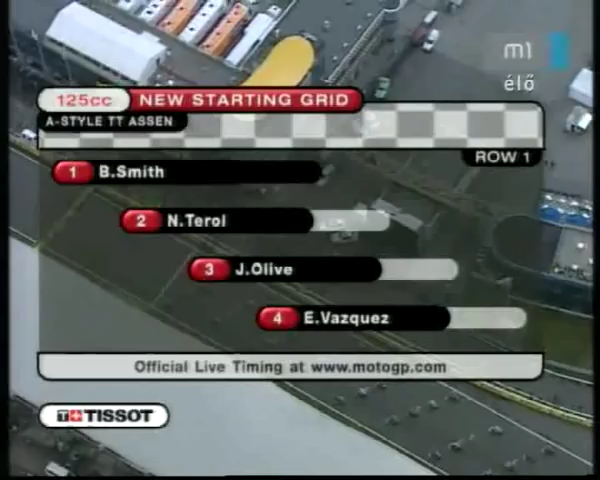 m1
élő
125cc NEW STARTING GRID
A-STYLE TT ASSEN
ROW 1
1 B.Smith
2 N.Terol
3 J.Olive
4 E.Vazquez
Official Live Timing at www.motogp.com
T+TISSOT